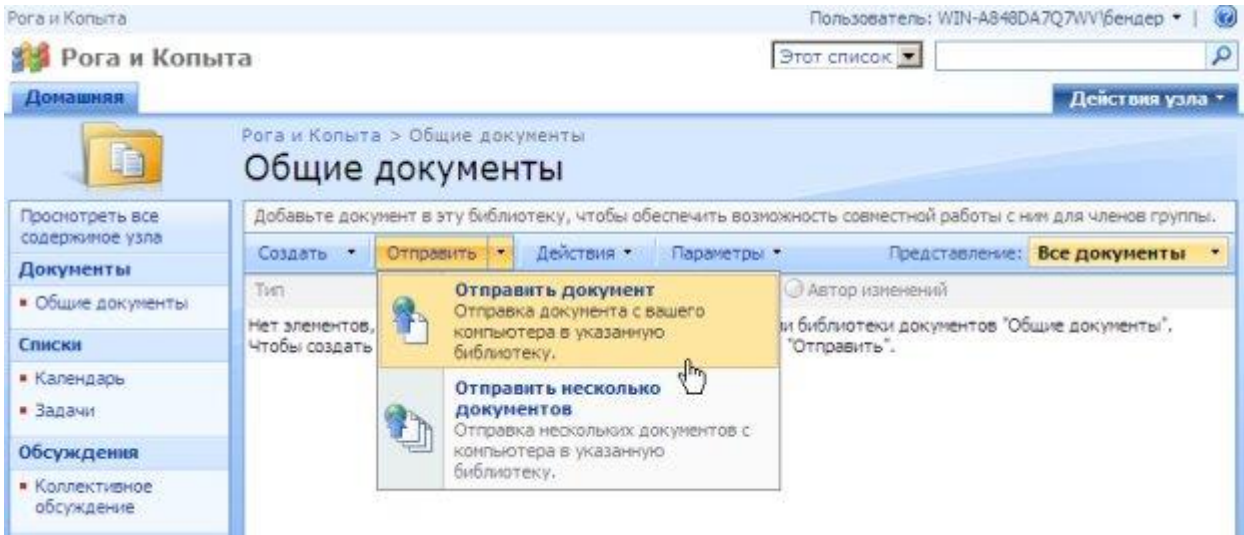 Рога и Копыта
Пользователь: WIN-A848DA7Q7WV\бендер
Рога и Копыта
Этот список
Домашняя
Действия узла
Рога и Копыта > Общие документы
Общие документы
Просмотреть все
содержимое узла
Документы
Общие документы
Списки
Календарь
Задачи
Обсуждения
Коллективное
обсуждение
Добавьте документ в эту библиотеку, чтобы обеспечить возможность совместной работы с ним для членов группы.
Создать Отправить Действия Параметры Представление: Все документы
Тип Автор изменений
Нет элементов, и библиотеки документов "Общие документы".
Чтобы создать "Отправить".
Отправить документ
Отправка документа с вашего
компьютера в указанную
библиотеку.
Отправить несколько
документов
Отправка нескольких документов с
компьютера в указанную
библиотеку.